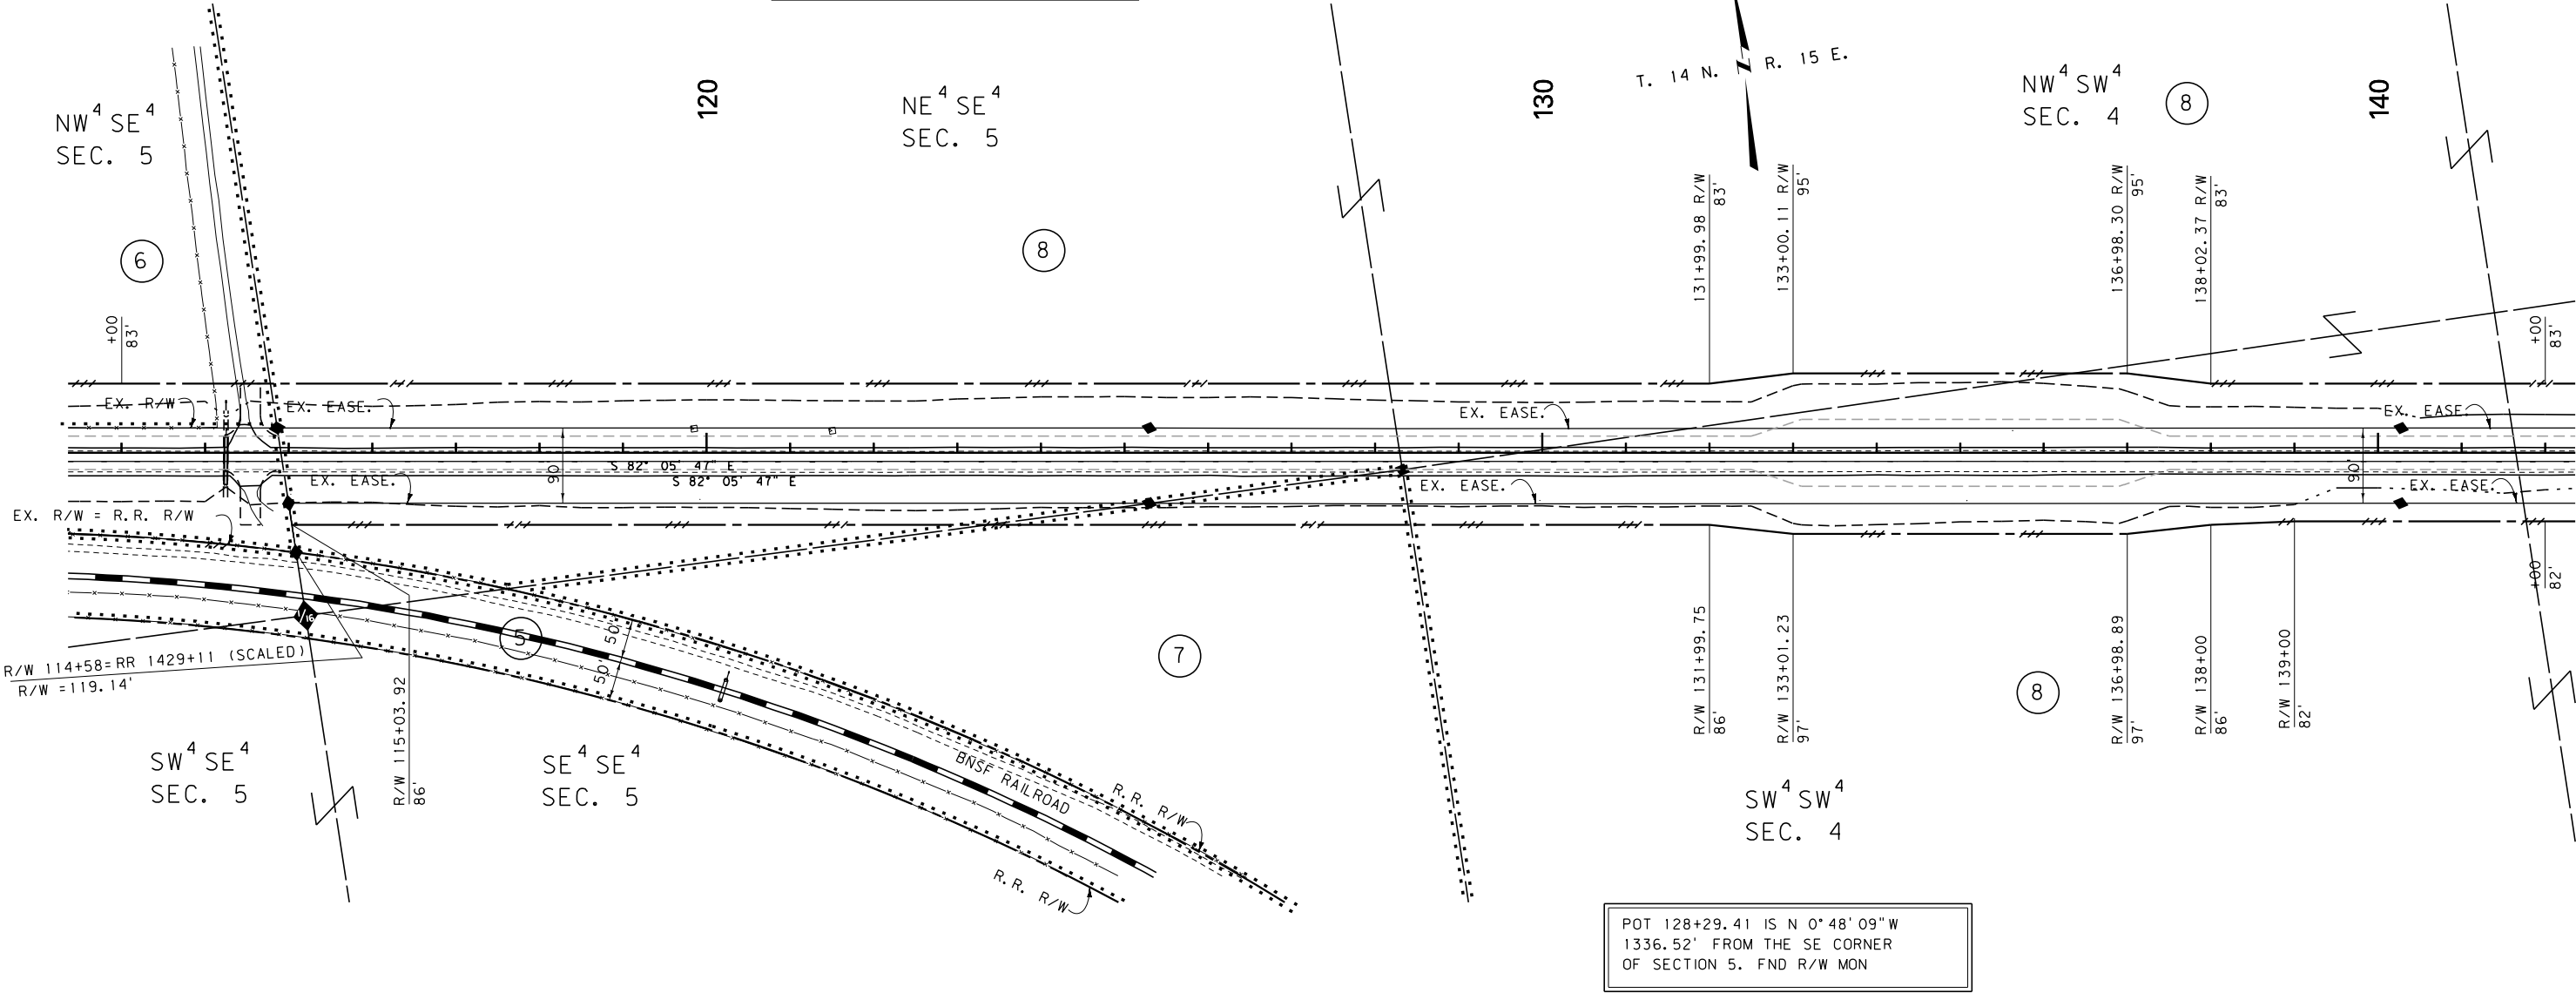 T. 14 N.
R. 15 E.
120
130
140
NW⁴ SE⁴
SEC. 5
NE⁴ SE⁴
SEC. 5
NW⁴ SW⁴
SEC. 4
8
6
8
+00
83'
131+99.98 R/W
83'
133+00.11 R/W
95'
136+98.30 R/W
95'
138+02.37 R/W
83'
+00
83'
EX. R/W
EX. EASE.
EX. EASE.
EX. EASE.
90'
S 82° 05' 47" E
S 82° 05' 47" E
EX. EASE.
EX. EASE.
90'
EX. EASE.
EX. R/W = R.R. R/W
R/W 114+58=RR 1429+11 (SCALED)
R/W =119.14'
R/W 115+03.92
86'
5
50'
50'
7
R/W 131+99.75
86'
R/W 133+01.23
97'
R/W 136+98.89
97'
R/W 138+00
86'
R/W 139+00
82'
+00
82'
8
1/16
SW⁴ SE⁴
SEC. 5
SE⁴ SE⁴
SEC. 5
BNSF RAILROAD
R.R. R/W
R.R. R/W
SW⁴ SW⁴
SEC. 4
POT 128+29.41 IS N 0°48'09"W
1336.52' FROM THE SE CORNER
OF SECTION 5. FND R/W MON